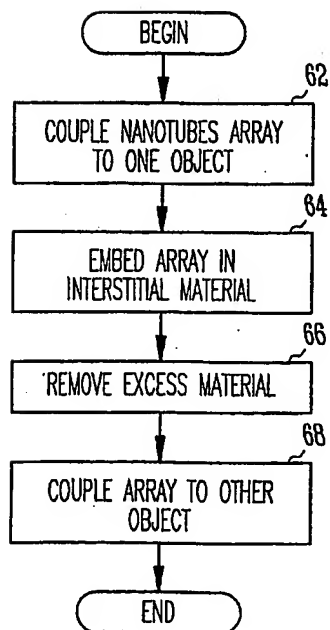 BEGIN
62
COUPLE NANOTUBES ARRAY
TO ONE OBJECT
64
EMBED ARRAY IN
INTERSTITIAL MATERIAL
66
REMOVE EXCESS MATERIAL
68
COUPLE ARRAY TO OTHER
OBJECT
END